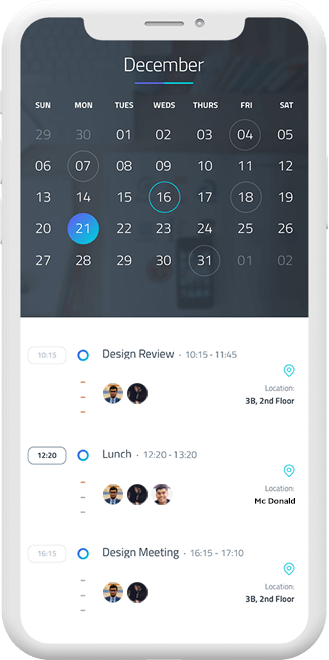 December
SUN MON TUES WEDS THURS FRI SAT
29 30 01 02 03 04 05
06 07 08 09 10 11 12
13 14 15 16 17 18 19
20 21 22 23 24 25 26
27 28 29 30 31 01 02
10:15 Design Review · 10:15 - 11:45
Location:
3B, 2nd Floor
12:20 Lunch · 12:20 - 13:20
Location:
Mc Donald
16:15 Design Meeting · 16:15 - 17:10
Location:
3B, 2nd Floor